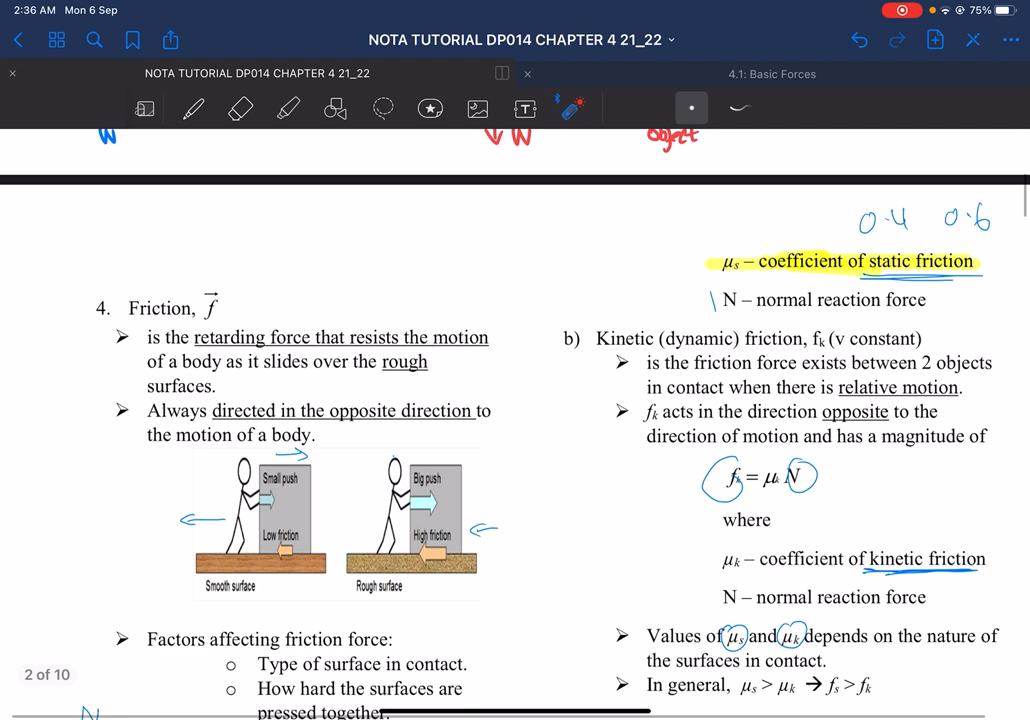 2:36 AM Mon 6 Sep
75%
NOTA TUTORIAL DP014 CHAPTER 4 21_22
NOTA TUTORIAL DP014 CHAPTER 4 21_22
4.1: Basic Forces
W
W
object
4. Friction, f
➢ is the retarding force that resists the motion
of a body as it slides over the rough
surfaces.
➢ Always directed in the opposite direction to
the motion of a body.
Small push
Low friction
Smooth surface
Big push
High friction
Rough surface
➢ Factors affecting friction force:
o Type of surface in contact.
o How hard the surfaces are
pressed together.
N
2 of 10
0.4 0.6
μs – coefficient of static friction
N – normal reaction force
b) Kinetic (dynamic) friction, fk (v constant)
➢ is the friction force exists between 2 objects
in contact when there is relative motion.
➢ fk acts in the direction opposite to the
direction of motion and has a magnitude of
fk = μk N
where
μk – coefficient of kinetic friction
N – normal reaction force
➢ Values of μs and μk depends on the nature of
the surfaces in contact.
➢ In general, μs > μk → fs > fk